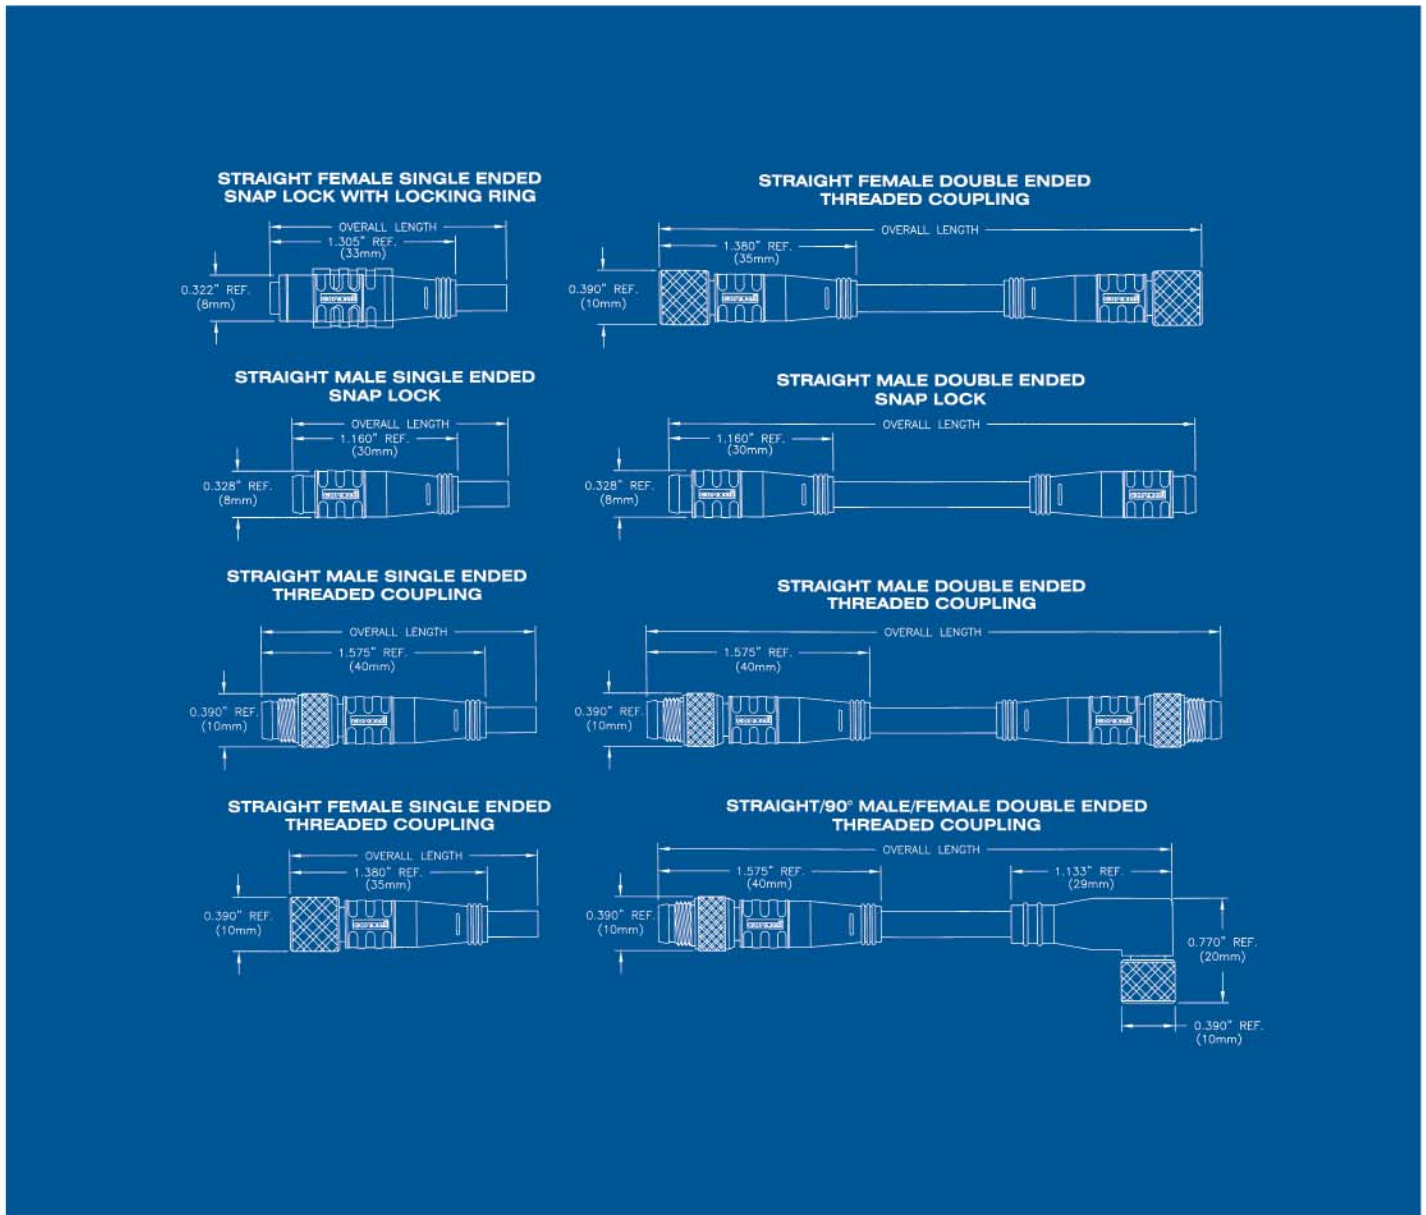 STRAIGHT FEMALE SINGLE ENDED
SNAP LOCK WITH LOCKING RING
OVERALL LENGTH
1.305" REF.
(33mm)
0.322" REF.
(8mm)
STRAIGHT FEMALE DOUBLE ENDED
THREADED COUPLING
OVERALL LENGTH
1.380" REF.
(35mm)
0.390" REF.
(10mm)
STRAIGHT MALE SINGLE ENDED
SNAP LOCK
OVERALL LENGTH
1.160" REF.
(30mm)
0.328" REF.
(8mm)
STRAIGHT MALE DOUBLE ENDED
SNAP LOCK
OVERALL LENGTH
1.160" REF.
(30mm)
0.328" REF.
(8mm)
STRAIGHT MALE SINGLE ENDED
THREADED COUPLING
OVERALL LENGTH
1.575" REF.
(40mm)
0.390" REF.
(10mm)
STRAIGHT MALE DOUBLE ENDED
THREADED COUPLING
OVERALL LENGTH
1.575" REF.
(40mm)
0.390" REF.
(10mm)
STRAIGHT FEMALE SINGLE ENDED
THREADED COUPLING
OVERALL LENGTH
1.380" REF.
(35mm)
0.390" REF.
(10mm)
STRAIGHT/90° MALE/FEMALE DOUBLE ENDED
THREADED COUPLING
OVERALL LENGTH
1.575" REF.
(40mm)
1.133" REF.
(29mm)
0.390" REF.
(10mm)
0.770" REF.
(20mm)
0.390" REF.
(10mm)